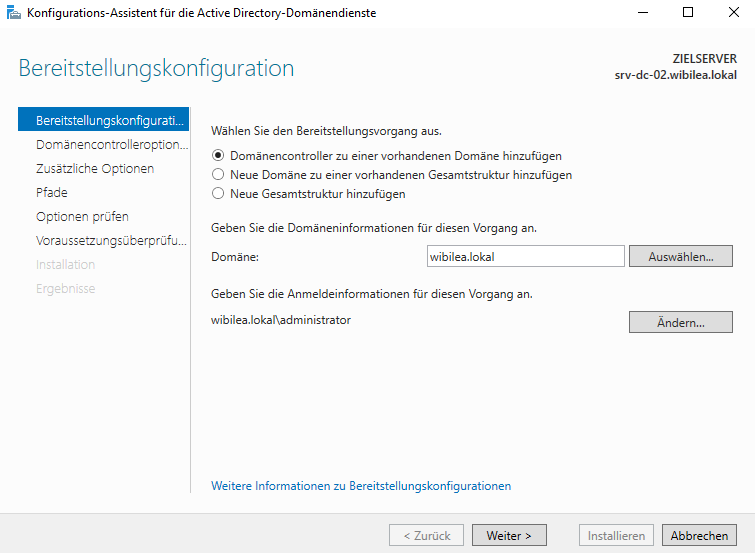 Konfigurations-Assistent für die Active Directory-Domänendienste
Bereitstellungskonfiguration
ZIELSERVER
srv-dc-02.wibilea.lokal
Bereitstellungskonfigurati...
Domänencontrolleroption...
Zusätzliche Optionen
Pfade
Optionen prüfen
Voraussetzungsüberprüfu...
Installation
Ergebnisse
Wählen Sie den Bereitstellungsvorgang aus.
Domänencontroller zu einer vorhandenen Domäne hinzufügen
Neue Domäne zu einer vorhandenen Gesamtstruktur hinzufügen
Neue Gesamtstruktur hinzufügen
Geben Sie die Domäneninformationen für diesen Vorgang an.
Domäne: wibilea.lokal Auswählen...
Geben Sie die Anmeldeinformationen für diesen Vorgang an.
wibilea.lokal\administrator Ändern...
Weitere Informationen zu Bereitstellungskonfigurationen
< Zurück Weiter > Installieren Abbrechen